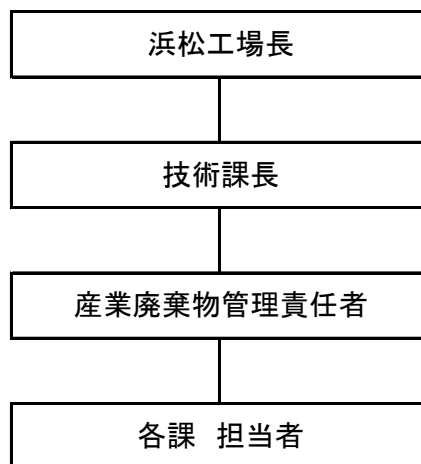 浜松工場長
技術課長
産業廃棄物管理責任者
各課 担当者